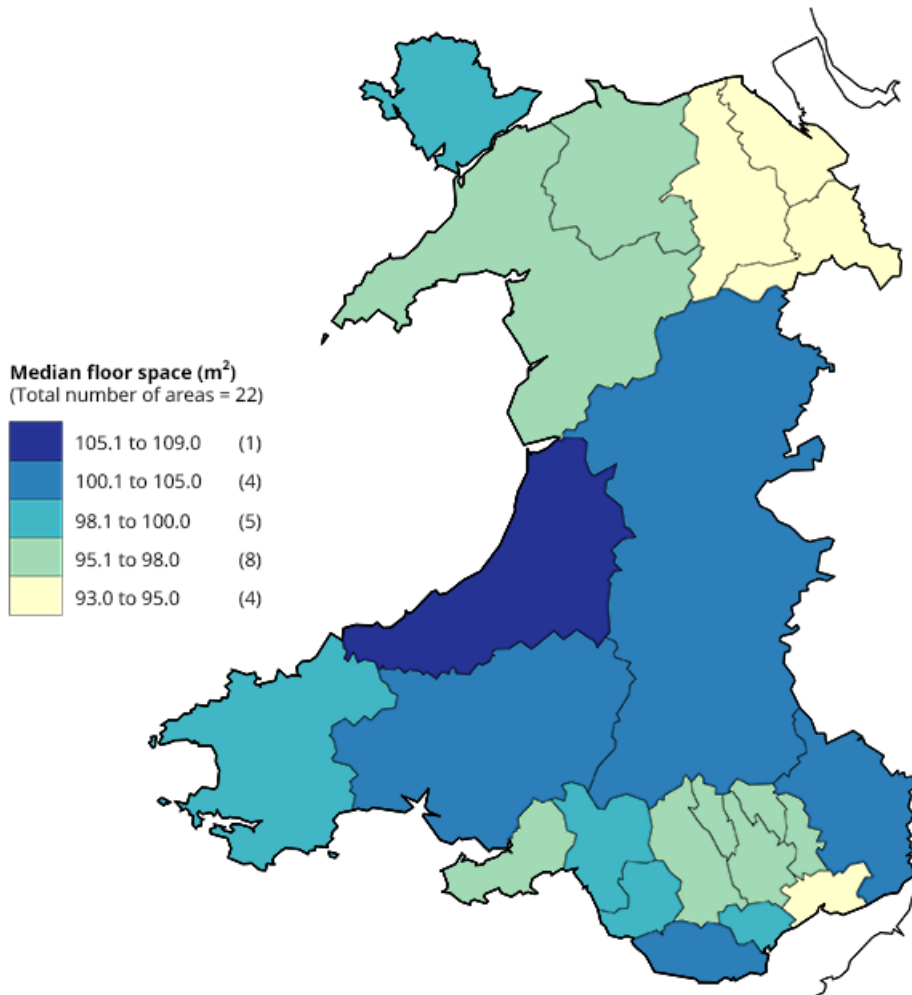 Median floor space (m²)
(Total number of areas = 22)
105.1 to 109.0 (1)
100.1 to 105.0 (4)
98.1 to 100.0 (5)
95.1 to 98.0 (8)
93.0 to 95.0 (4)